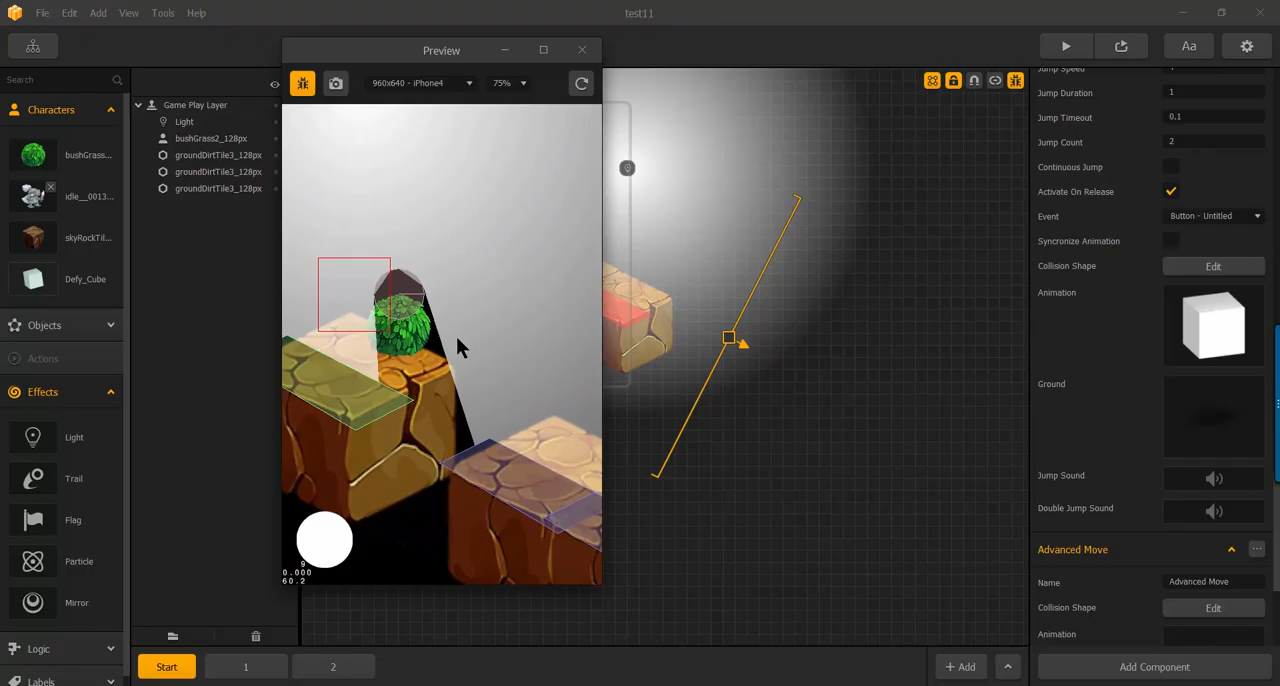 File Edit Add View Tools Help
test11
Aa
Search
Characters
bushGrass...
idle__0013...
skyRockTil...
Defy_Cube
Objects
Actions
Effects
Light
Trail
Flag
Particle
Mirror
Logic
Labels
Game Play Layer
Light
bushGrass2_128px
groundDirtTile3_128px
groundDirtTile3_128px
groundDirtTile3_128px
Preview
960x640 - iPhone4
75%
9
0.000
60.2
Start
1
2
+ Add
Jump Speed
Jump Duration
1
Jump Timeout
0.1
Jump Count
2
Continuous Jump
Activate On Release
Event
Button - Untitled
Syncronize Animation
Collision Shape
Edit
Animation
Ground
Jump Sound
Double Jump Sound
Advanced Move
Name
Advanced Move
Collision Shape
Edit
Animation
Add Component